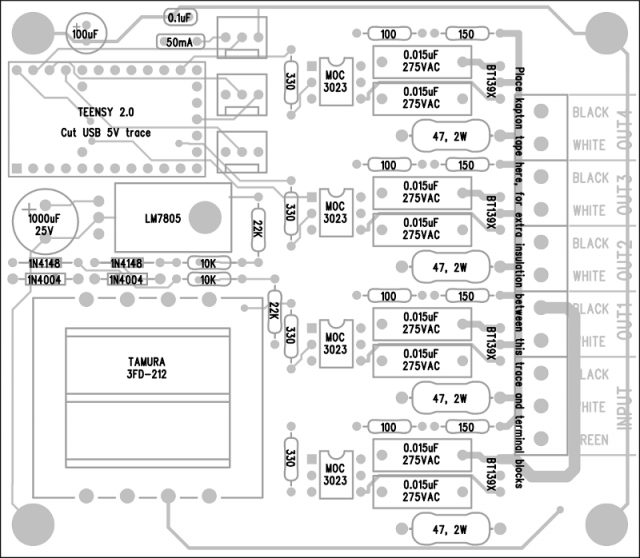 0.1uF
100uF
50mA
100
150
330
MOC
3023
0.015uF
275VAC
0.015uF
275VAC
BT139X
TEENSY 2.0
Cut USB 5V trace
47, 2W
BLACK
WHITE
OUT4
Place kapton tape here, for extra insulation between this trace and terminal blocks
100
150
330
MOC
3023
0.015uF
275VAC
0.015uF
275VAC
BT139X
BLACK
WHITE
OUT3
1000uF
25V
LM7805
22K
47, 2W
BLACK
WHITE
OUT2
1N4148
1N4148
10K
1N4004
1N4004
10K
22K
100
150
330
MOC
3023
0.015uF
275VAC
0.015uF
275VAC
BT139X
BLACK
HITE
OUT1
TAMURA
3FD-212
47, 2W
LACK
HITE
REEN
INPUT
100
150
330
MOC
3023
0.015uF
275VAC
0.015uF
275VAC
BT139X
47, 2W